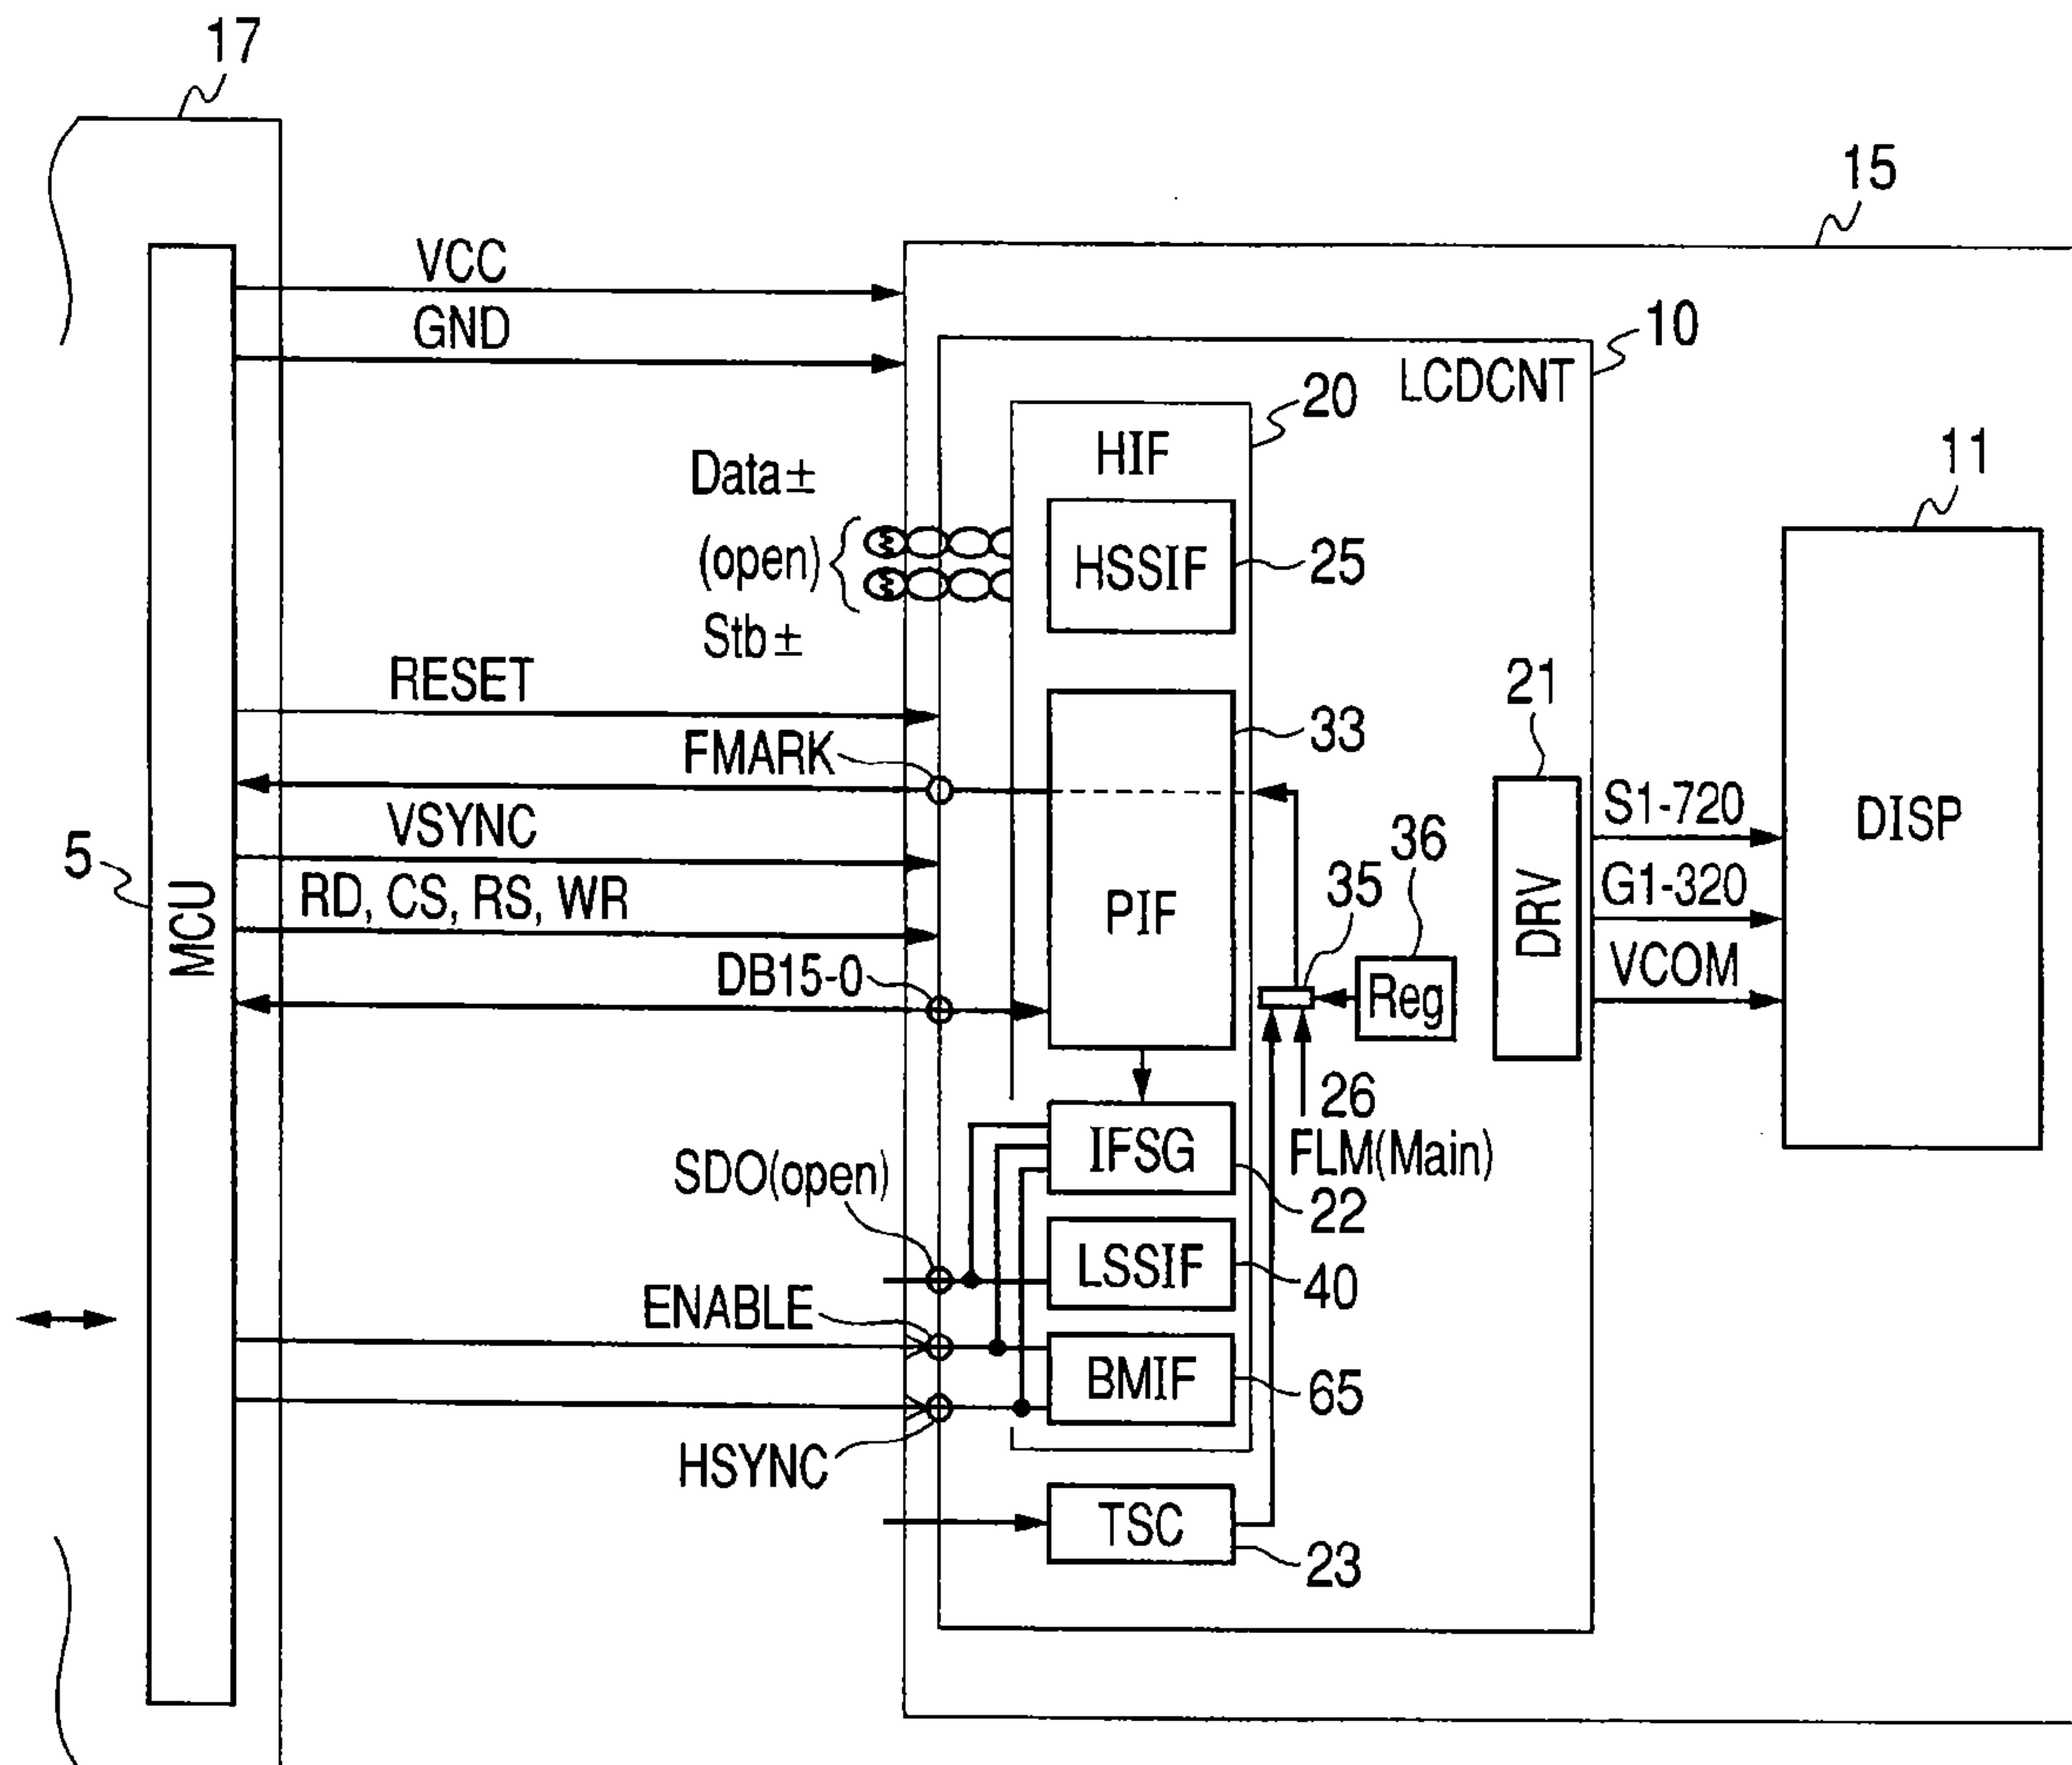 17
15
VCC
GND
10
LCDCNT
20
HIF
11
Data±
(open)
Stb±
HSSIF
25
RESET
21
FMARK
33
S1-720
DISP
VSYNC
36
5
MCU
RD, CS, RS, WR
PIF
35
G1-320
DRV
VCOM
DB15-0
Reg
26
FLM(Main)
IFSG
SDO(open)
22
LSSIF
40
ENABLE
BMIF
65
HSYNC
TSC
23